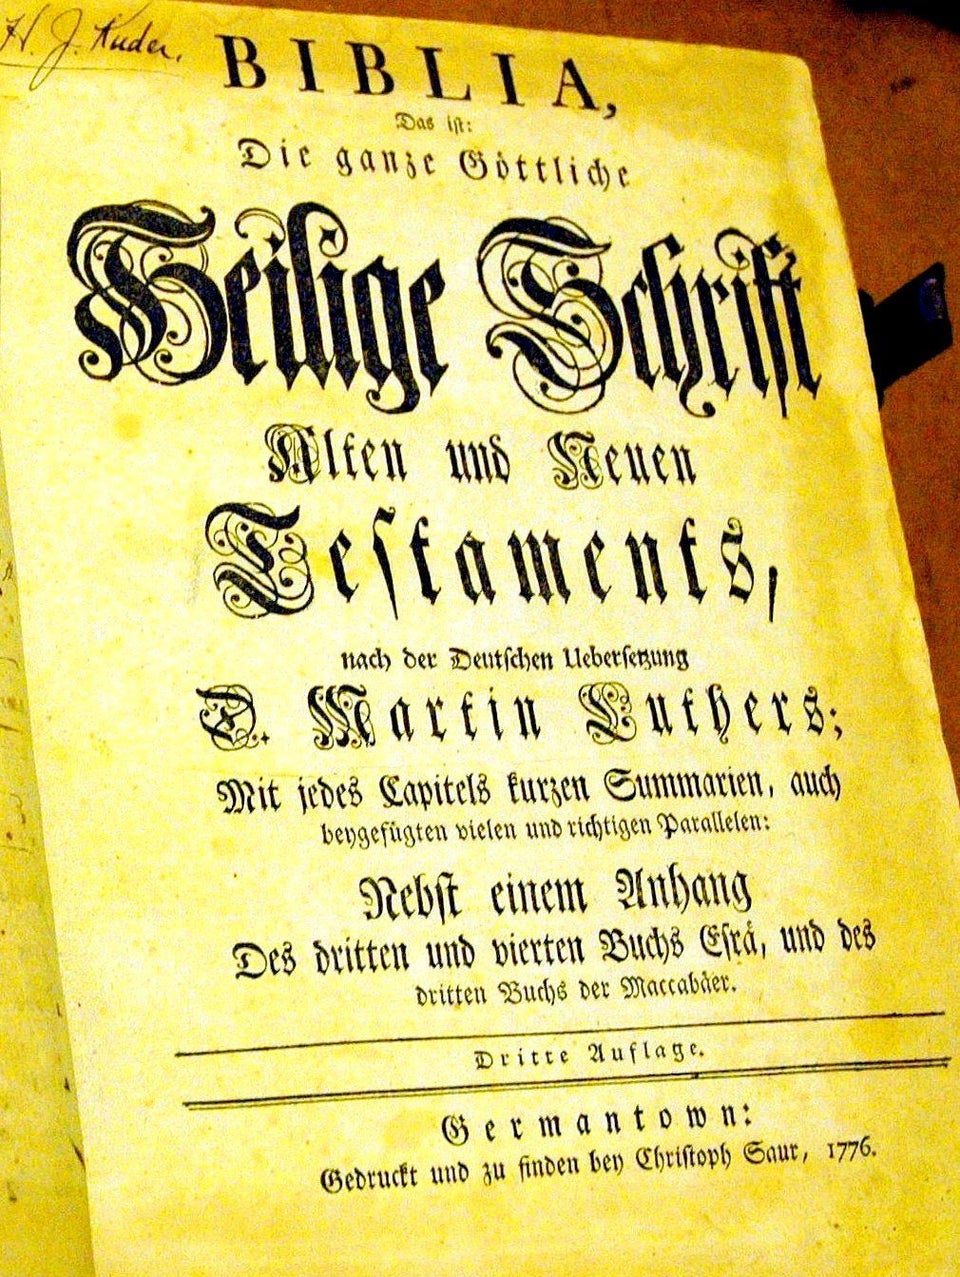 H. J. Kuder.
BIBLIA,
Das ist:
Die ganze Göttliche
Heilige Schrift
Alten und Neuen
Testaments,
nach der Deutschen Uebersetzung
D. Martin Luthers;
Mit jedes Capitels kurzen Summarien, auch
beygefügten vielen und richtigen Parallelen:
Nebst einem Anhang
Des dritten und vierten Buchs Esrä, und des
dritten Buchs der Maccabäer.
Dritte Auflage.
Germantown:
Gedruckt und zu finden bey Christoph Saur, 1776.